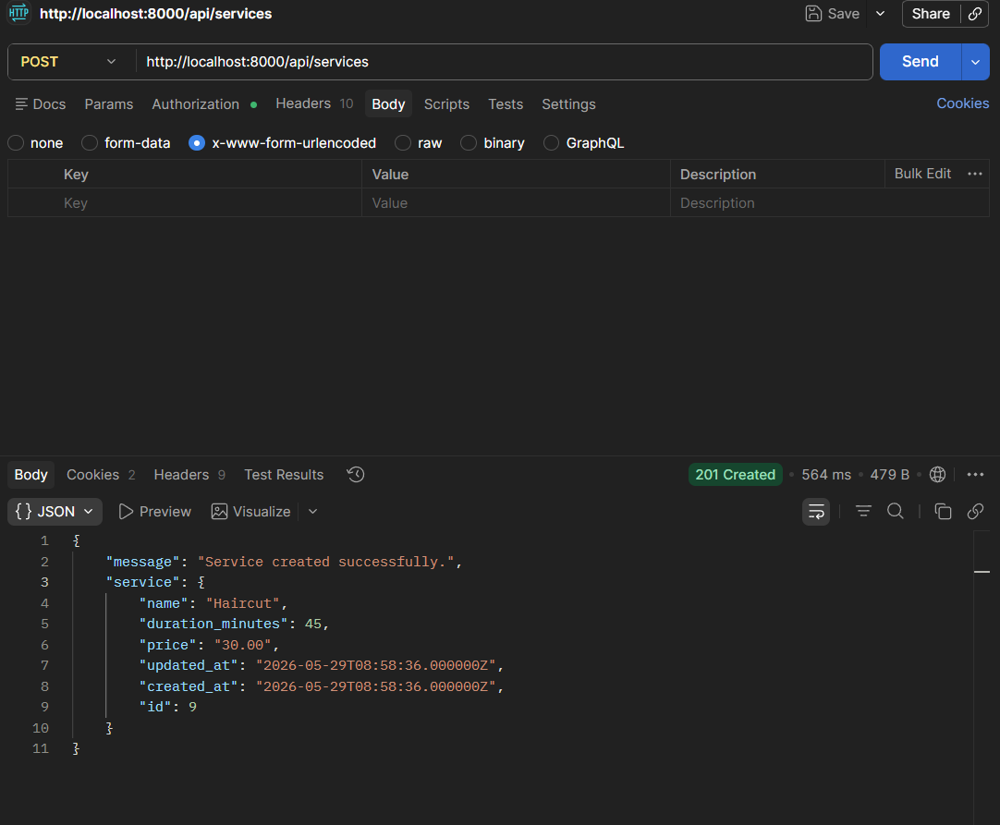 HTTP http://localhost:8000/api/services Save Share
POST http://localhost:8000/api/services Send
Docs Params Authorization Headers 10 Body Scripts Tests Settings Cookies
none form-data x-www-form-urlencoded raw binary GraphQL
Key Value Description Bulk Edit ···
Key Value Description
Body Cookies 2 Headers 9 Test Results 201 Created • 564 ms • 479 B • ···
{ } JSON Preview Visualize
1 {
2 "message": "Service created successfully.",
3 "service": {
4 "name": "Haircut",
5 "duration_minutes": 45,
6 "price": "30.00",
7 "updated_at": "2026-05-29T08:58:36.000000Z",
8 "created_at": "2026-05-29T08:58:36.000000Z",
9 "id": 9
10 }
11 }